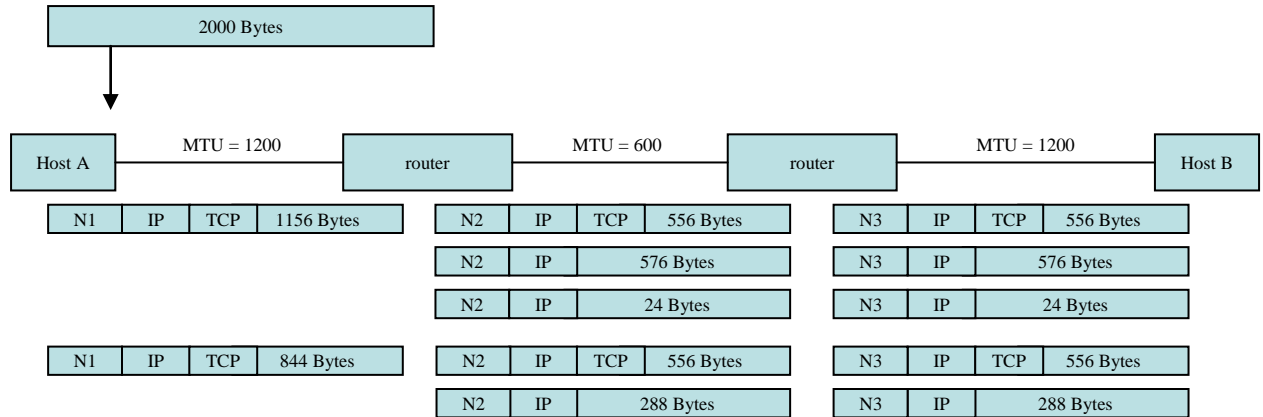 2000 Bytes
MTU = 1200 MTU = 600 MTU = 1200
Host A router router Host B
N1 IP TCP 1156 Bytes N2 IP TCP 556 Bytes N3 IP TCP 556 Bytes
N2 IP 576 Bytes N3 IP 576 Bytes
N2 IP 24 Bytes N3 IP 24 Bytes
N1 IP TCP 844 Bytes N2 IP TCP 556 Bytes N3 IP TCP 556 Bytes
N2 IP 288 Bytes N3 IP 288 Bytes